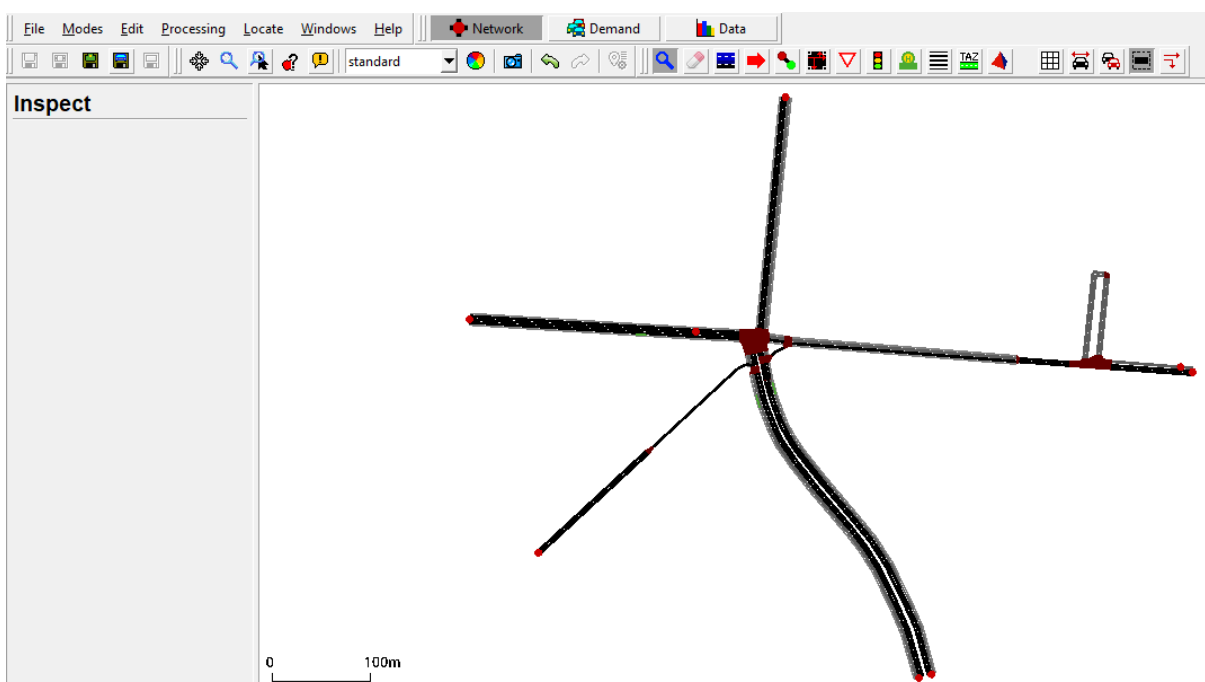 File Modes Edit Processing Locate Windows Help Network Demand Data
standard TAZ
Inspect
0 100m